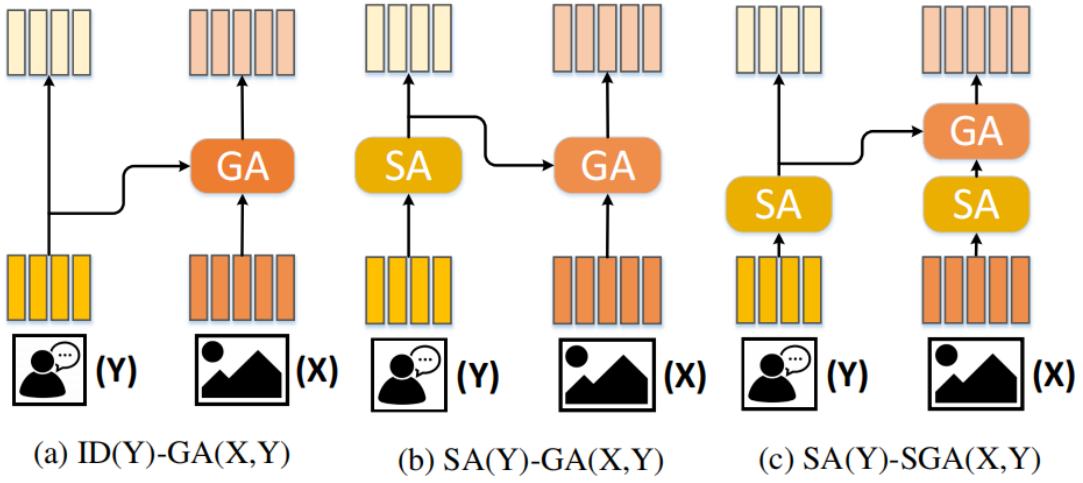 GA
SA
GA
GA
SA
SA
(Y)
(X)
(Y)
(X)
(Y)
(X)
(a) ID(Y)-GA(X,Y)
(b) SA(Y)-GA(X,Y)
(c) SA(Y)-SGA(X,Y)